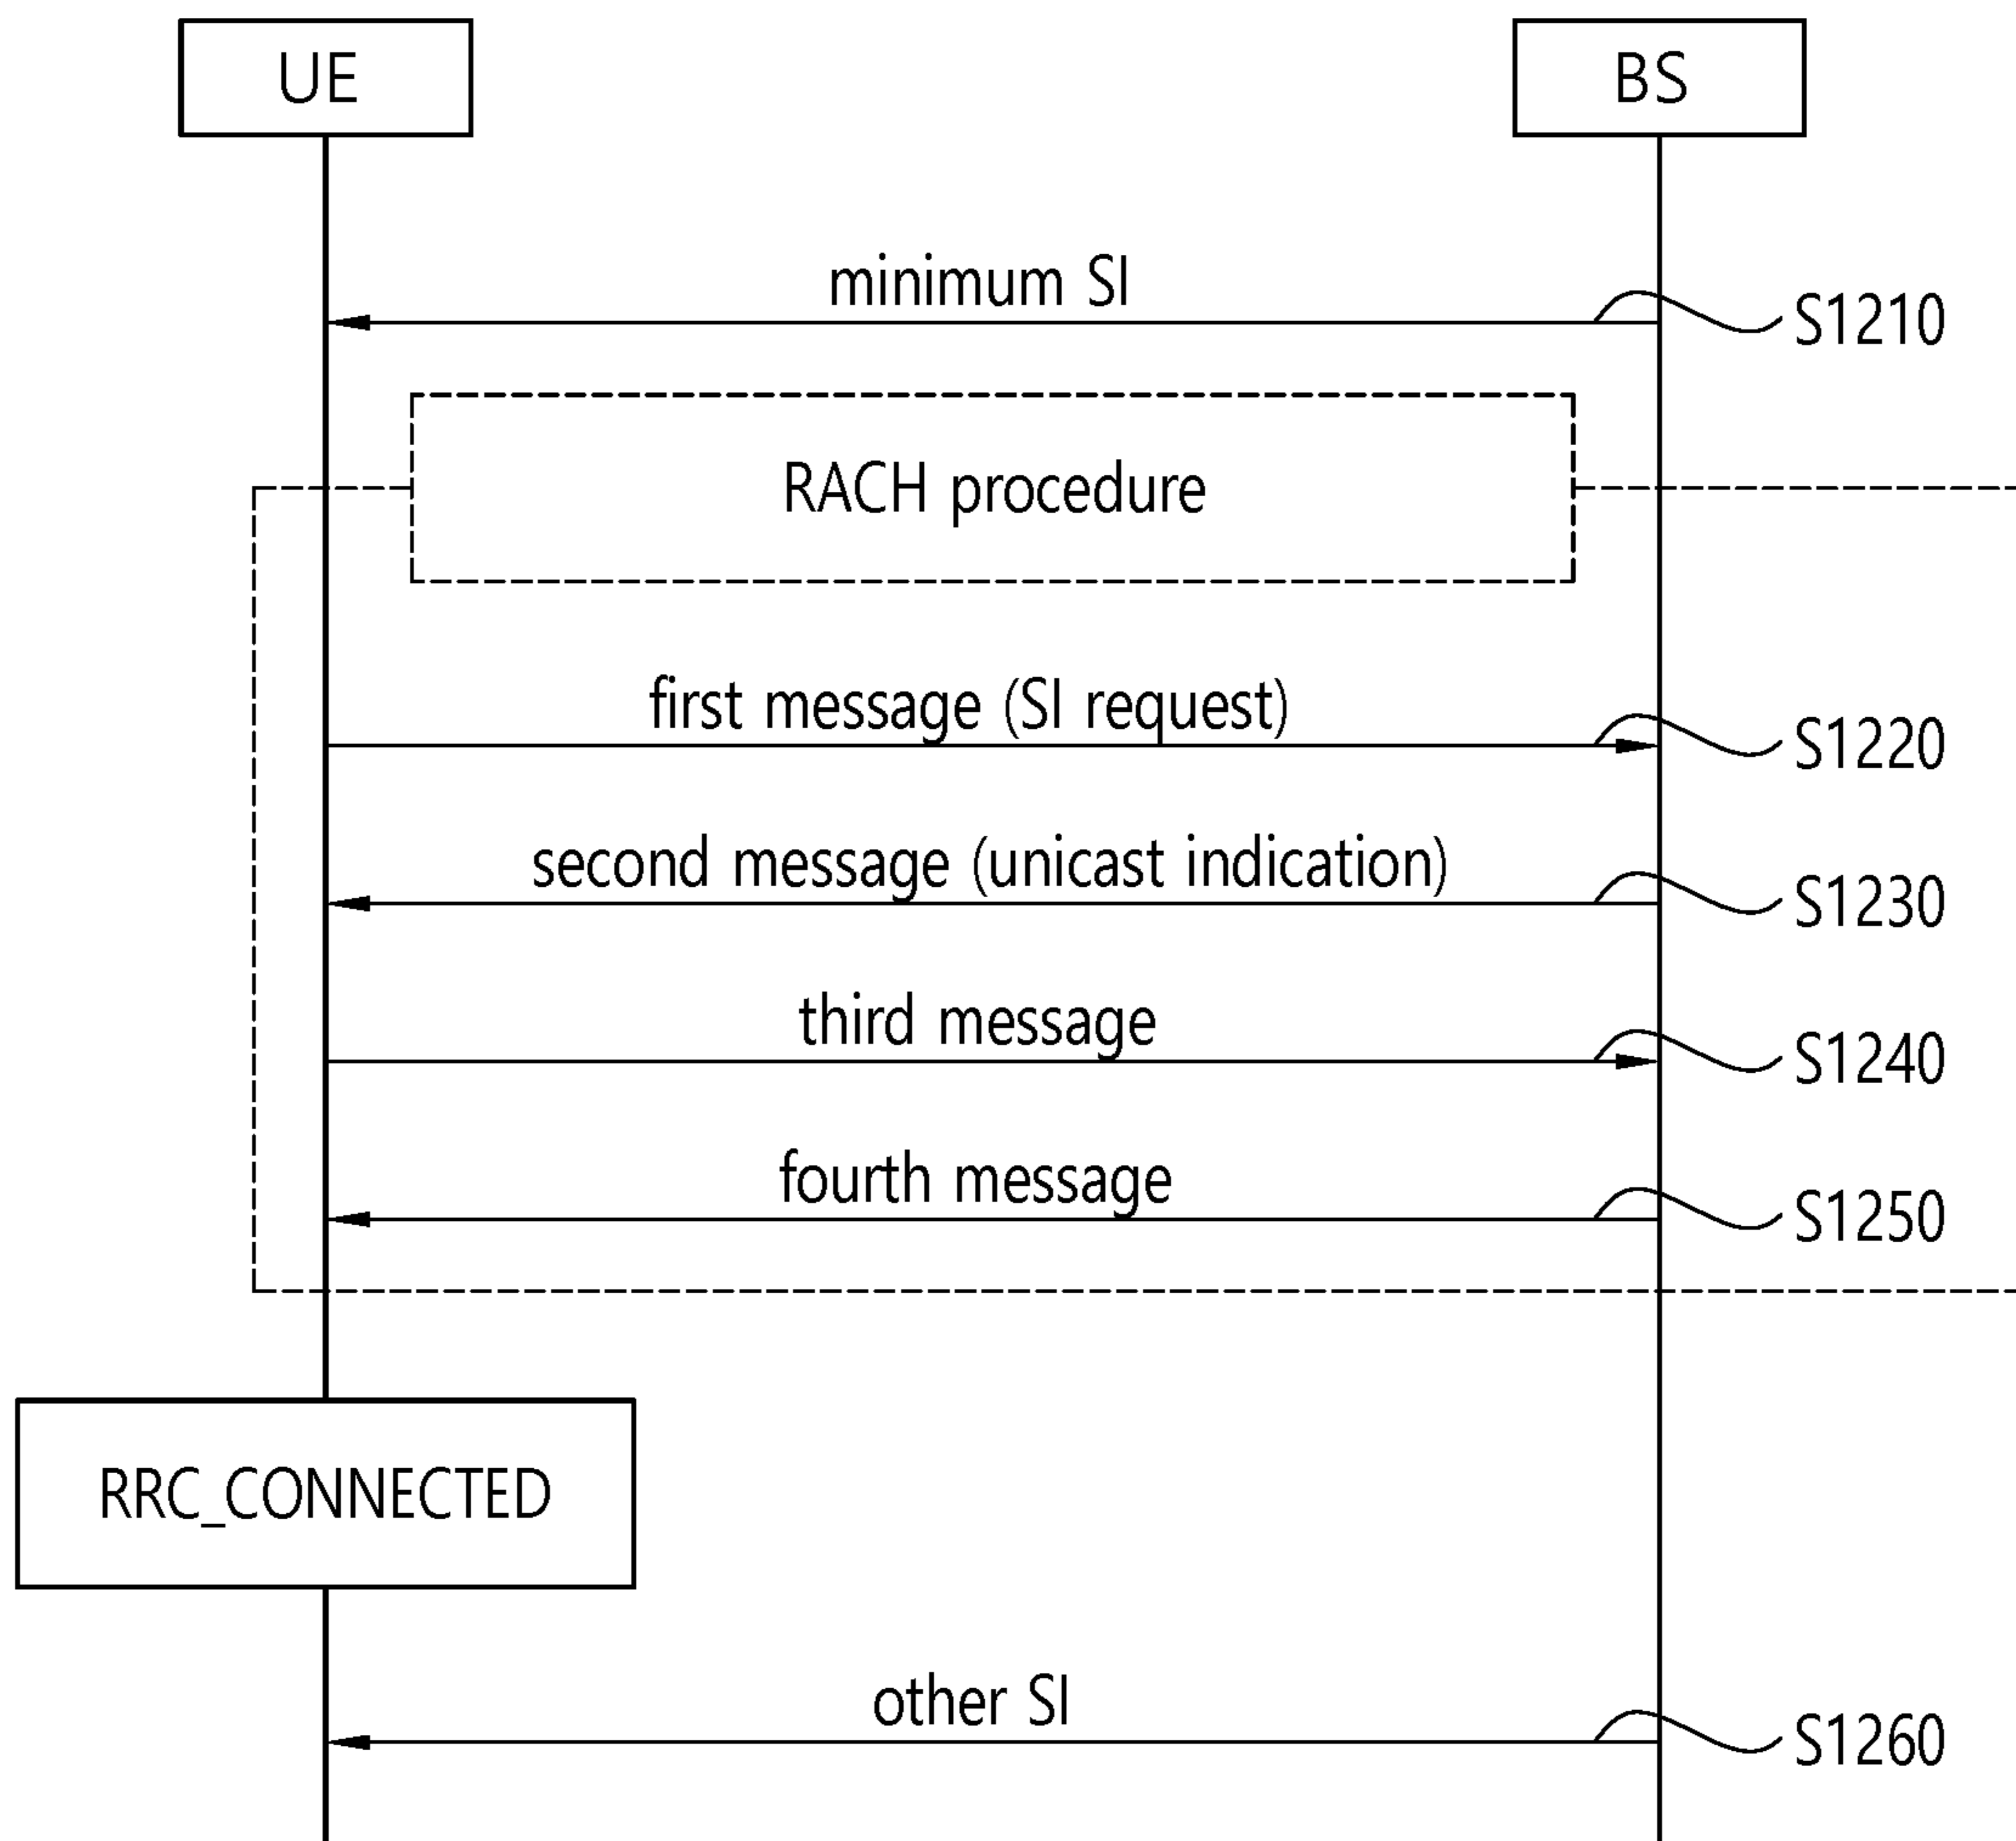 UE
BS
minimum SI
S1210
RACH procedure
first message (SI request)
S1220
second message (unicast indication)
S1230
third message
S1240
fourth message
S1250
RRC_CONNECTED
other SI
S1260